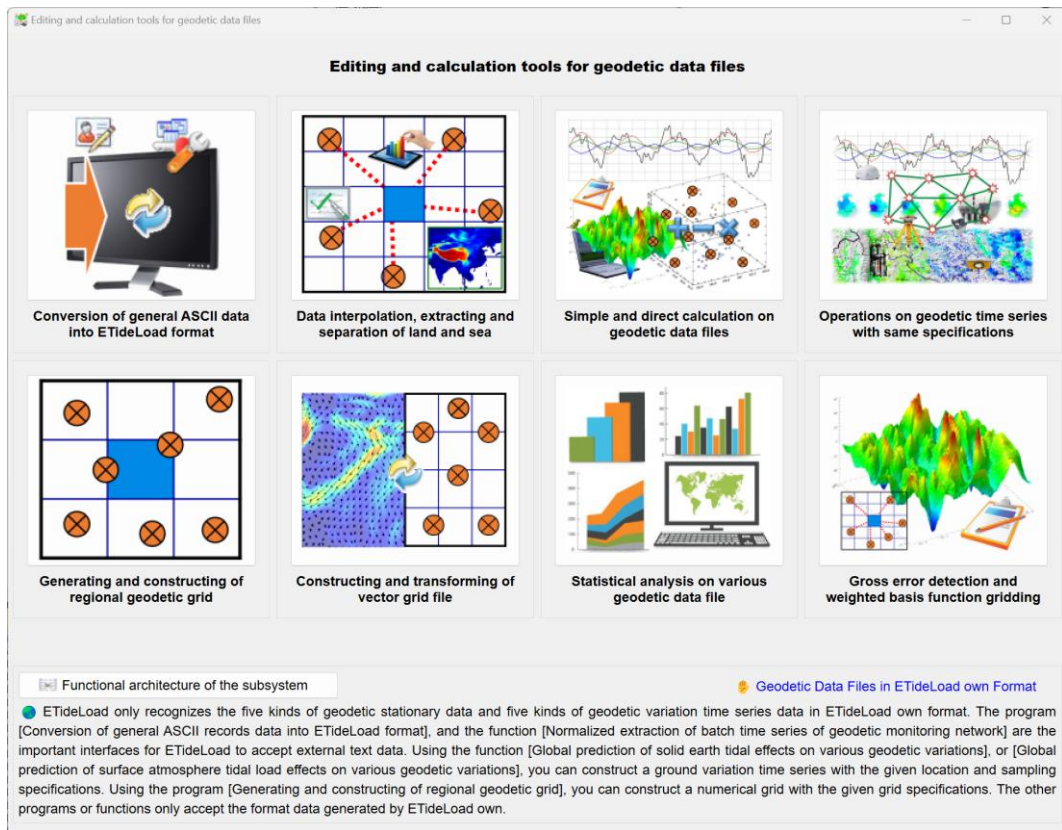 Editing and calculation tools for geodetic data files
Editing and calculation tools for geodetic data files
Conversion of general ASCII data
into ETideLoad format
Data interpolation, extracting and
separation of land and sea
Simple and direct calculation on
geodetic data files
Operations on geodetic time series
with same specifications
Generating and constructing of
regional geodetic grid
Constructing and transforming of
vector grid file
Statistical analysis on various
geodetic data file
Gross error detection and
weighted basis function gridding
Functional architecture of the subsystem
Geodetic Data Files in ETideLoad own Format
ETideLoad only recognizes the five kinds of geodetic stationary data and five kinds of geodetic variation time series data in ETideLoad own format. The program
[Conversion of general ASCII records data into ETideLoad format], and the function [Normalized extraction of batch time series of geodetic monitoring network] are the
important interfaces for ETideLoad to accept external text data. Using the function [Global prediction of solid earth tidal effects on various geodetic variations], or [Global
prediction of surface atmosphere tidal load effects on various geodetic variations], you can construct a ground variation time series with the given location and sampling
specifications. Using the program [Generating and constructing of regional geodetic grid], you can construct a numerical grid with the given grid specifications. The other
programs or functions only accept the format data generated by ETideLoad own.